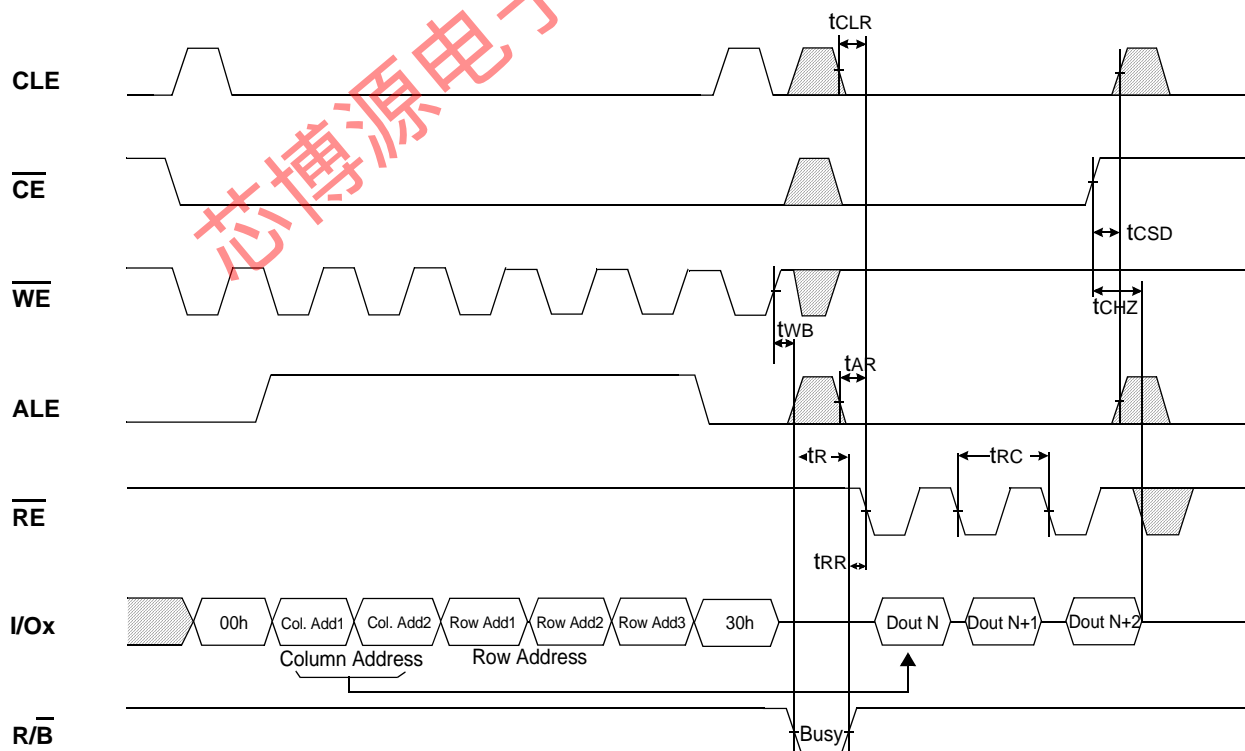 芯博源电子
tCLR
CLE
CE
tCSD
WE
tCHZ
tWB
tAR
ALE
tR
tRC
RE
tRR
I/Ox
00h
Col. Add1
Col. Add2
Row Add1
Row Add2
Row Add3
30h
Dout N
Dout N+1
Dout N+2
Column Address
Row Address
R/B
Busy